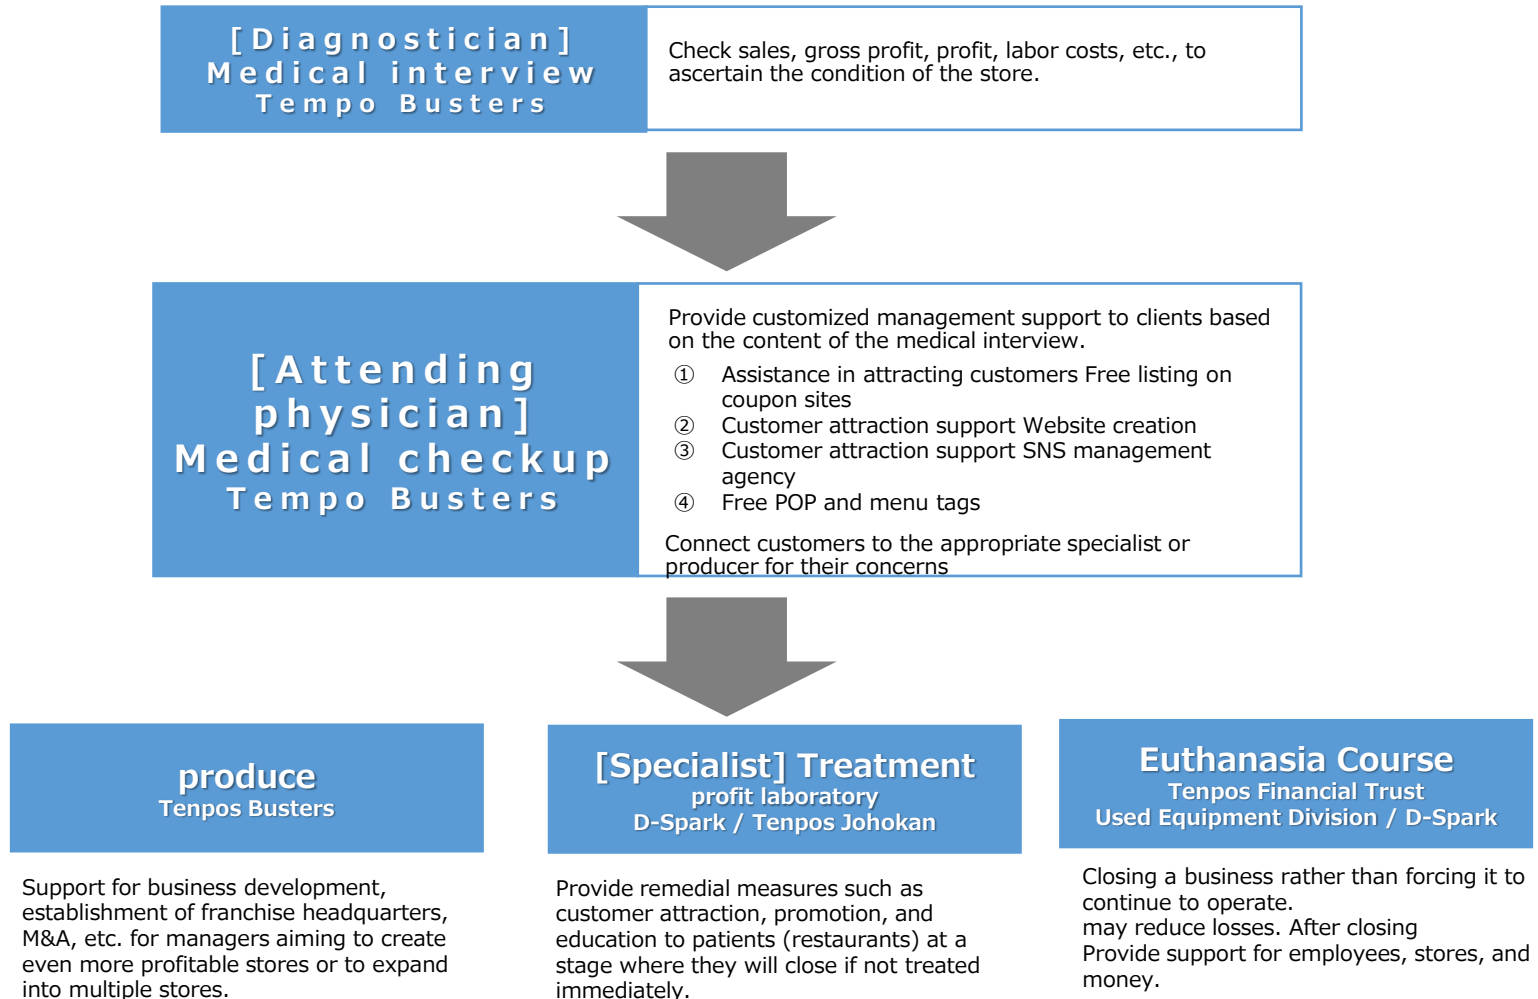 [Diagnostician]
Medical interview
Tempo Busters
Check sales, gross profit, profit, labor costs, etc., to
ascertain the condition of the store.
[Attending
physician]
Medical checkup
Tempo Busters
Provide customized management support to clients based
on the content of the medical interview.
① Assistance in attracting customers Free listing on
coupon sites
② Customer attraction support Website creation
③ Customer attraction support SNS management
agency
④ Free POP and menu tags
Connect customers to the appropriate specialist or
producer for their concerns
produce
Tenpos Busters
Support for business development,
establishment of franchise headquarters,
M&A, etc. for managers aiming to create
even more profitable stores or to expand
into multiple stores.
[Specialist] Treatment
profit laboratory
D-Spark / Tenpos Johokan
Provide remedial measures such as
customer attraction, promotion, and
education to patients (restaurants) at a
stage where they will close if not treated
immediately.
Euthanasia Course
Tenpos Financial Trust
Used Equipment Division / D-Spark
Closing a business rather than forcing it to
continue to operate.
may reduce losses. After closing
Provide support for employees, stores, and
money.